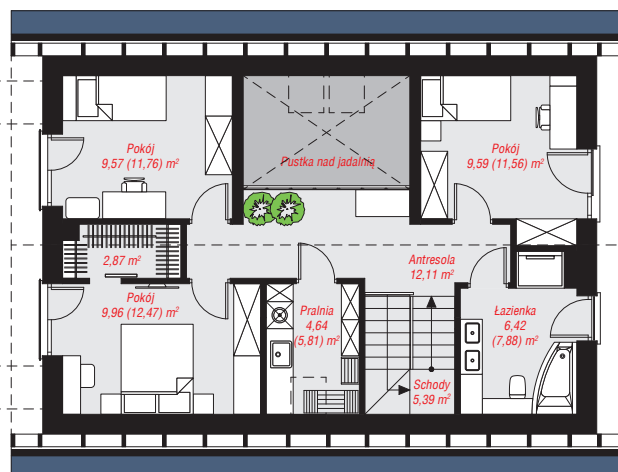 Pokój
9,57 (11,76) m²
Pustka nad jadalnią
Pokój
9,59 (11,56) m²
2,87 m²
Antresola
12,11 m²
Pokój
9,96 (12,47) m²
Pralnia
4,64
(5,81) m²
Łazienka
6,42
(7,88) m²
Schody
5,39 m²